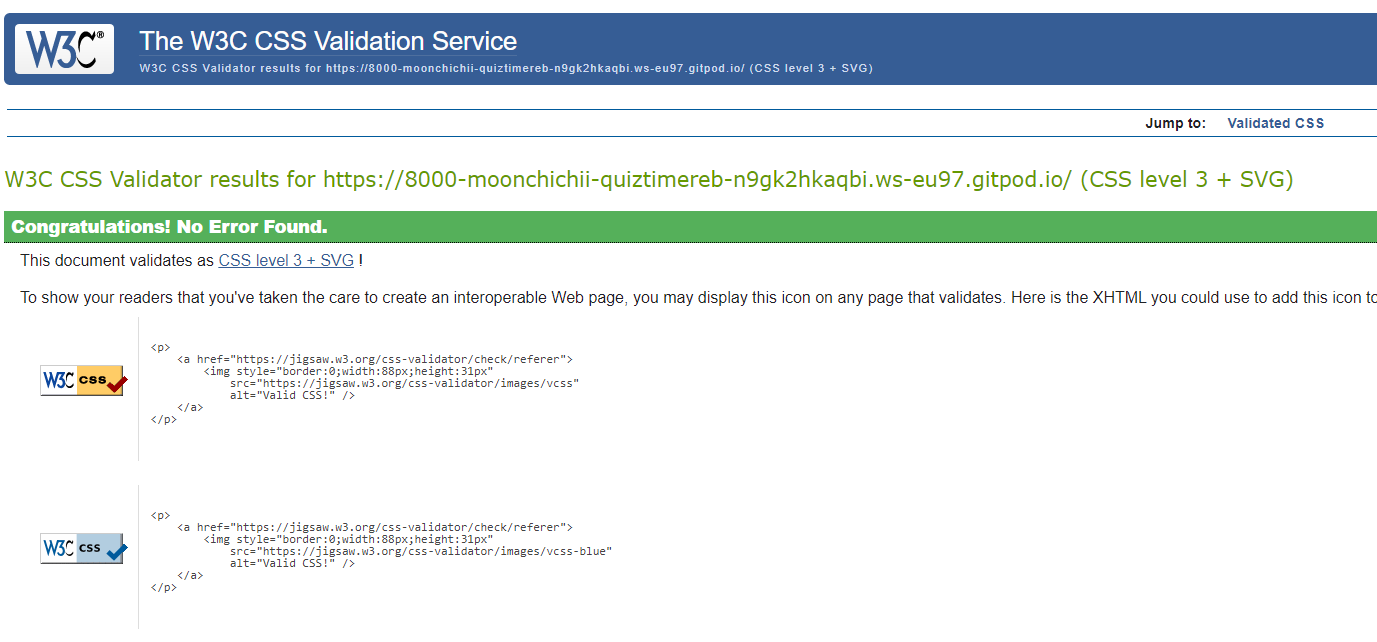 W3C®
The W3C CSS Validation Service
W3C CSS Validator results for https://8000-moonchichii-quiztimereb-n9gk2hkaqbi.ws-eu97.gitpod.io/ (CSS level 3 + SVG)
Jump to: Validated CSS
W3C CSS Validator results for https://8000-moonchichii-quiztimereb-n9gk2hkaqbi.ws-eu97.gitpod.io/ (CSS level 3 + SVG)
Congratulations! No Error Found.
This document validates as CSS level 3 + SVG !
To show your readers that you've taken the care to create an interoperable Web page, you may display this icon on any page that validates. Here is the XHTML you could use to add this icon to
W3C CSS
<p>
<a href="https://jigsaw.w3.org/css-validator/check/referer">
<img style="border:0;width:88px;height:31px"
src="https://jigsaw.w3.org/css-validator/images/vcss"
alt="Valid CSS!" />
</a>
</p>
W3C CSS
<p>
<a href="https://jigsaw.w3.org/css-validator/check/referer">
<img style="border:0;width:88px;height:31px"
src="https://jigsaw.w3.org/css-validator/images/vcss-blue"
alt="Valid CSS!" />
</a>
</p>